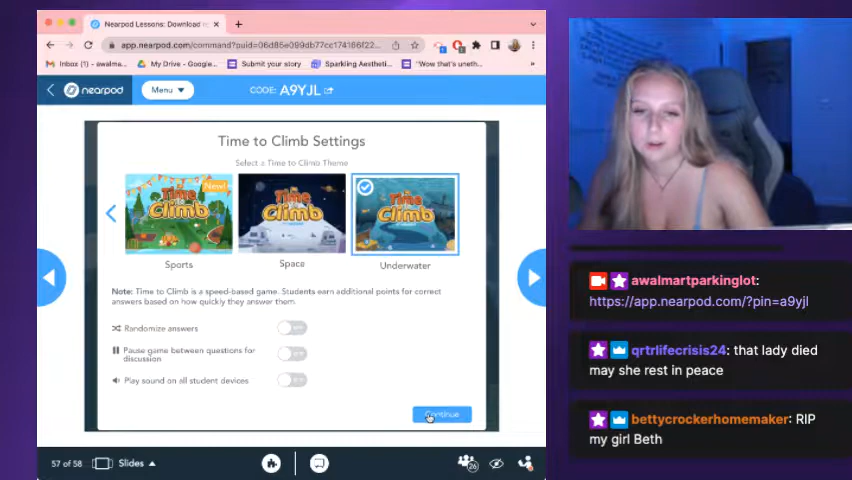 Nearpod Lessons: Download re
app.nearpod.com/command?puid=06d85e099db77cc174186f22...
Inbox (1) - awalma...
My Drive - Google...
Submit your story
Sparkling Aestheti...
"Wow that's uneth...
nearpod
Menu
CODE: A9YJL
Time to Climb Settings
Select a Time to Climb Theme
New!
Time to Climb
Time to Climb
Time to Climb
Sports
Space
Underwater
Note: Time to Climb is a speed-based game. Students earn additional points for correct
answers based on how quickly they answer them.
Randomize answers
OFF
Pause game between questions for
discussion
OFF
Play sound on all student devices
OFF
Continue
57 of 58
Slides
26
awalmartparkinglot:
https://app.nearpod.com/?pin=a9yjl
qrtrlifecrisis24: that lady died
may she rest in peace
bettycrockerhomemaker: RIP
my girl Beth